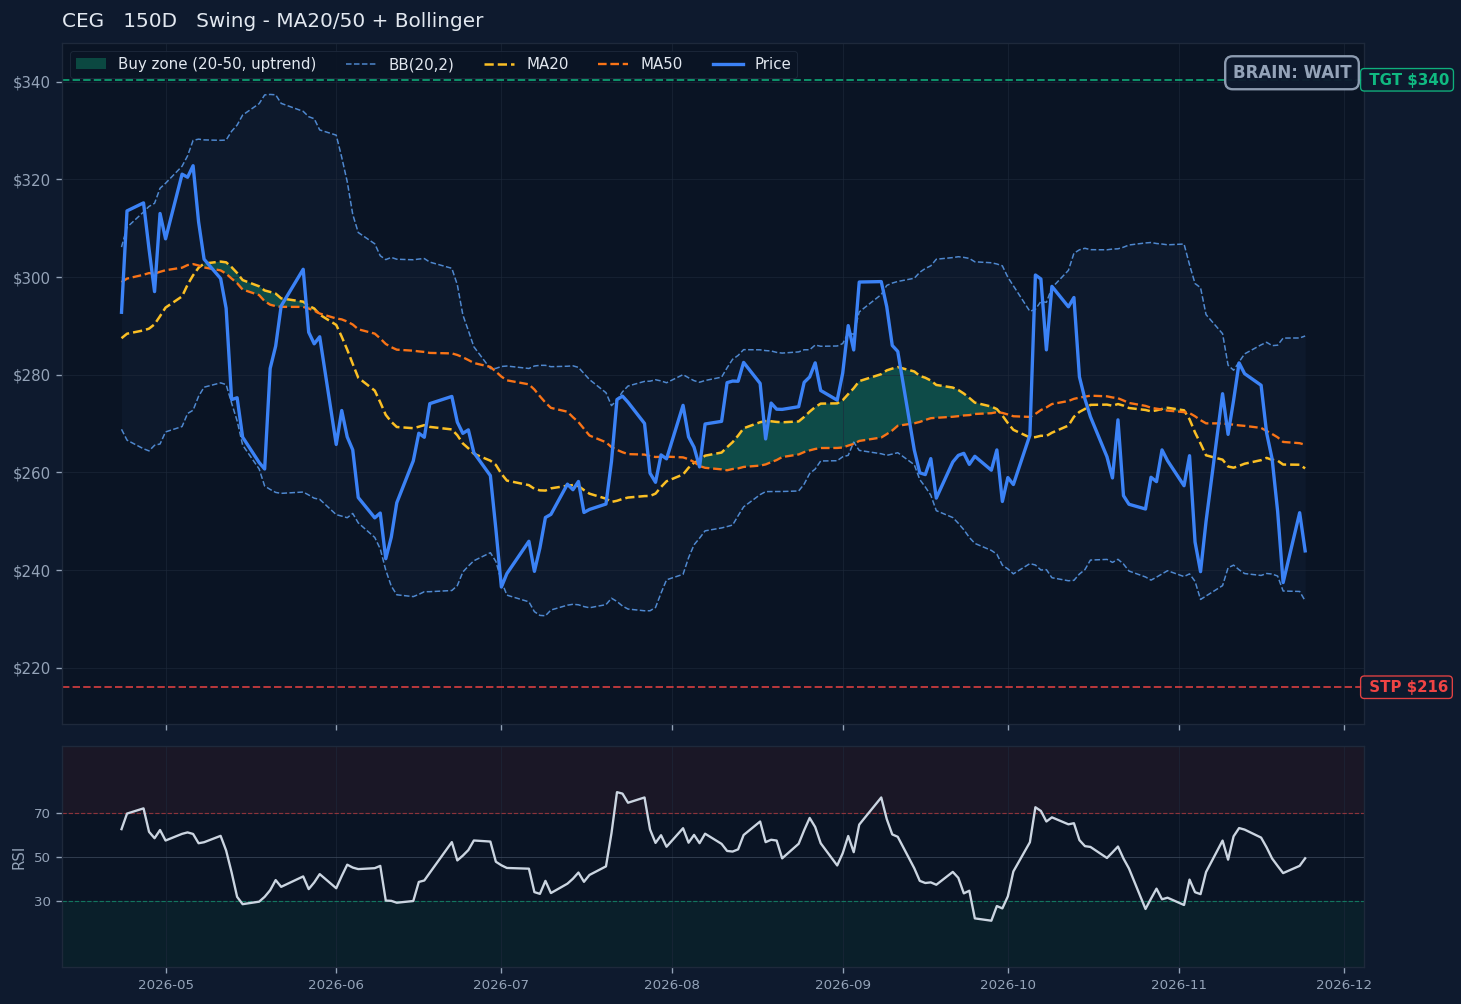 CEG   150D   Swing - MA20/50 + Bollinger
Buy zone (20-50, uptrend)
BB(20,2)
MA20
MA50
Price
BRAIN: WAIT
TGT $340
$340
$320
$300
$280
$260
$240
$220
STP $216
RSI
70
50
30
2026-05
2026-06
2026-07
2026-08
2026-09
2026-10
2026-11
2026-12